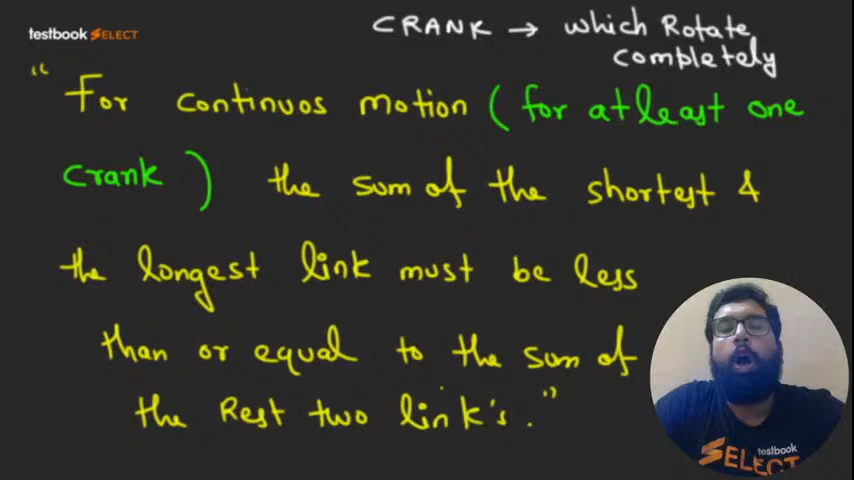 testbook SELECT
CRANK → which Rotate
completely
“For continuos motion (for atleast one
crank) the sum of the shortest &
the longest link must be less
than or equal to the sum of
the Rest two link's.”
testbook
SELECT